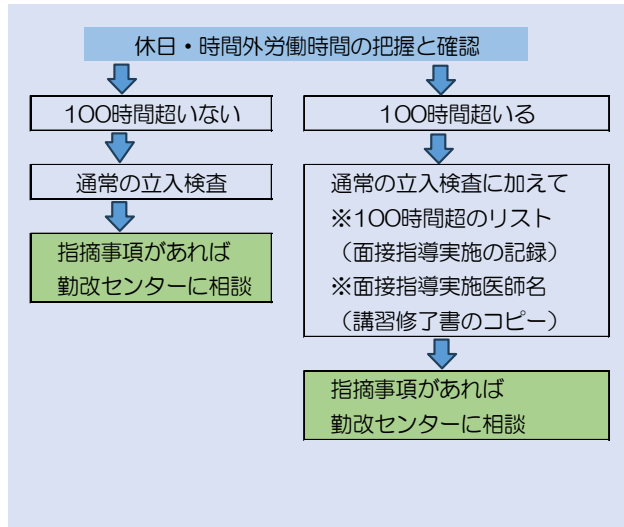 休日・時間外労働時間の把握と確認
100時間超いない
通常の立入検査
指摘事項があれば
勤改センターに相談
100時間超いる
通常の立入検査に加えて
※100時間超のリスト
（面接指導実施の記録）
※面接指導実施医師名
（講習修了書のコピー）
指摘事項があれば
勤改センターに相談